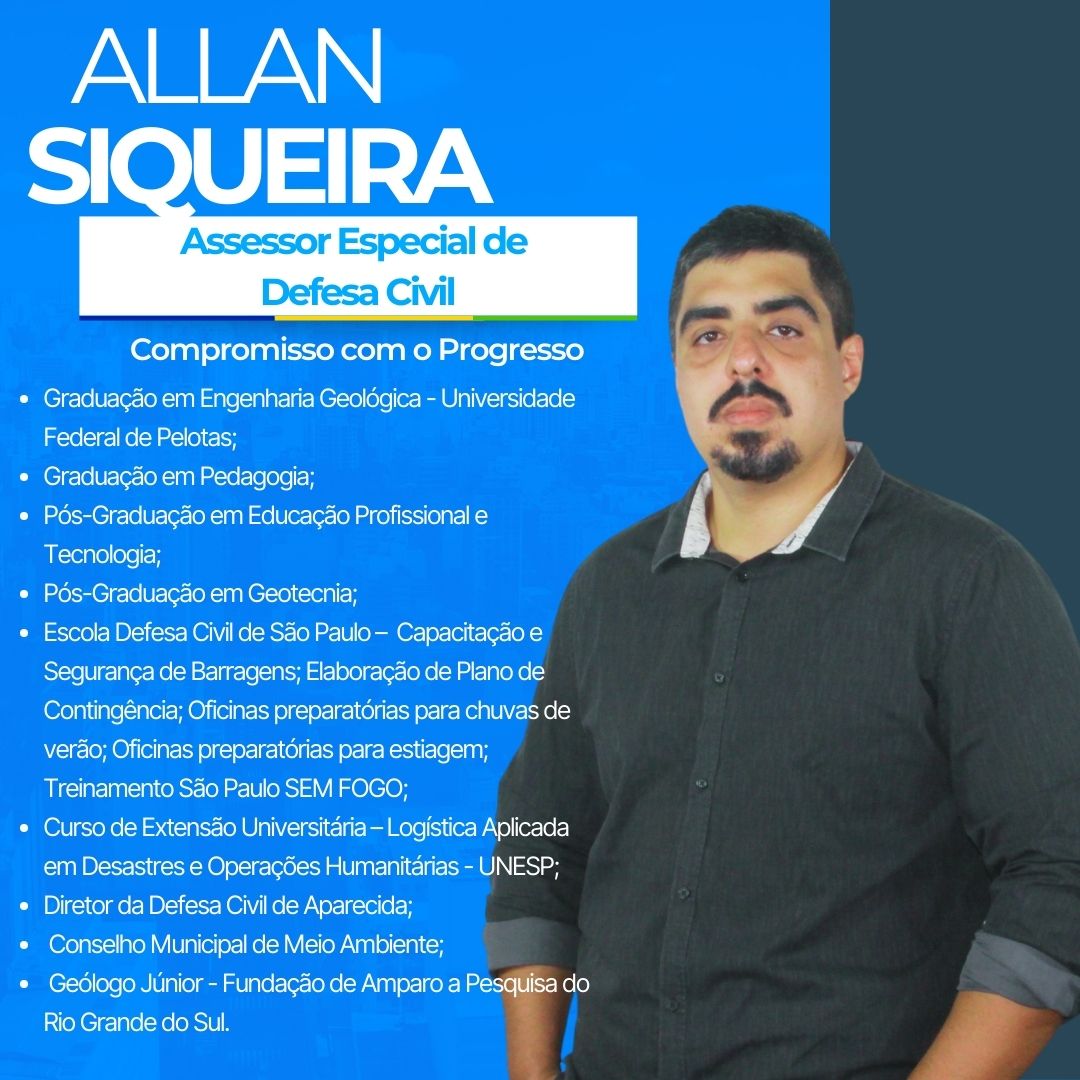 ALLAN
SIQUEIRA
Assessor Especial de
Defesa Civil
Compromisso com o Progresso
• Graduação em Engenharia Geológica - Universidade
Federal de Pelotas;
• Graduação em Pedagogia;
• Pós-Graduação em Educação Profissional e
Tecnologia;
• Pós-Graduação em Geotecnia;
• Escola Defesa Civil de São Paulo – Capacitação e
Segurança de Barragens; Elaboração de Plano de
Contingência; Oficinas preparatórias para chuvas de
verão; Oficinas preparatórias para estiagem;
Treinamento São Paulo SEM FOGO;
• Curso de Extensão Universitária – Logística Aplicada
em Desastres e Operações Humanitárias - UNESP;
• Diretor da Defesa Civil de Aparecida;
• Conselho Municipal de Meio Ambiente;
• Geólogo Júnior - Fundação de Amparo a Pesquisa do
Rio Grande do Sul.